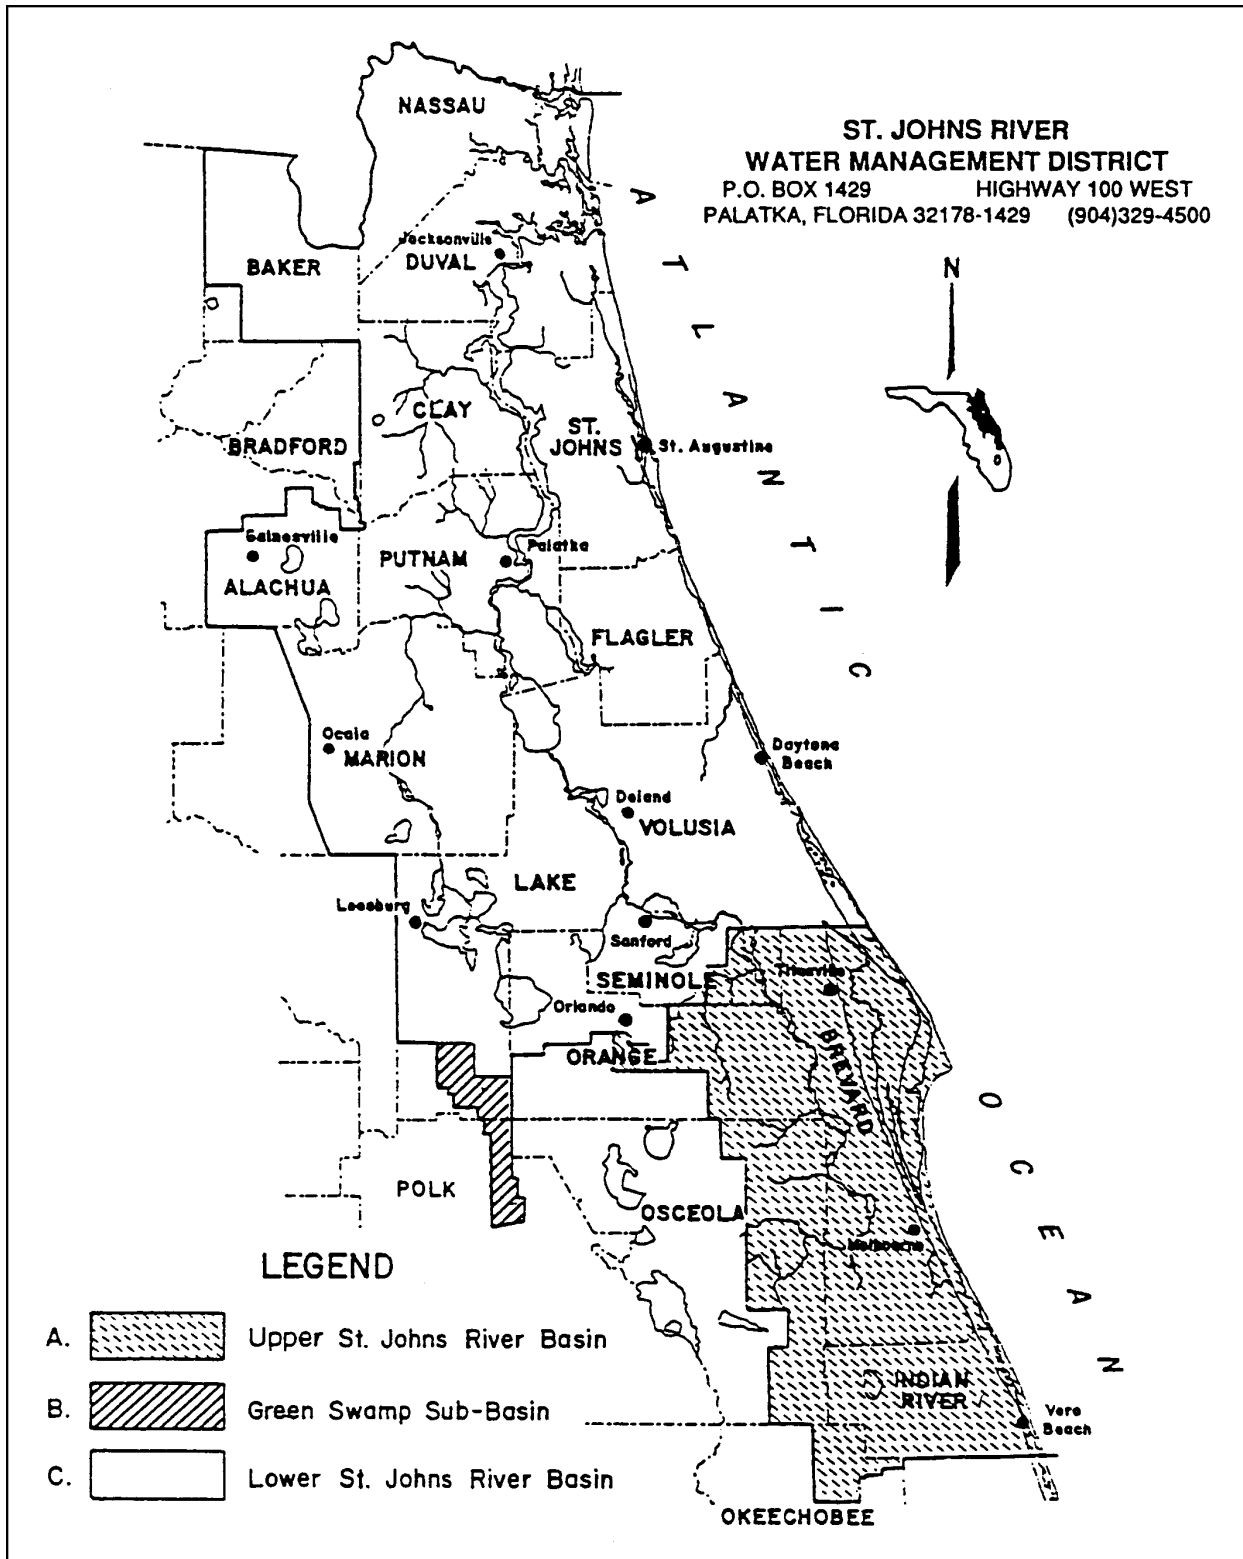 NASSAU
ST. JOHNS RIVER
WATER MANAGEMENT DISTRICT
P.O. BOX 1429 HIGHWAY 100 WEST
PALATKA, FLORIDA 32178-1429 (904)329-4500
ATLANTIC
Jacksonville
DUVAL
BAKER
N
CLAY
ST.
JOHNS
St. Augustine
BRADFORD
Gainesville
ALACHUA
PUTNAM
Palatka
FLAGLER
Ocala
MARION
Daytona
Beach
Deland
VOLUSIA
LAKE
Leesburg
Sanford
SEMINOLE
Titusville
Orlando
ORANGE
BREVARD
OCEAN
POLK
OSCEOLA
Melbourne
LEGEND
A. Upper St. Johns River Basin
B. Green Swamp Sub-Basin
C. Lower St. Johns River Basin
INDIAN
RIVER
Vero
Beach
OKEECHOBEE